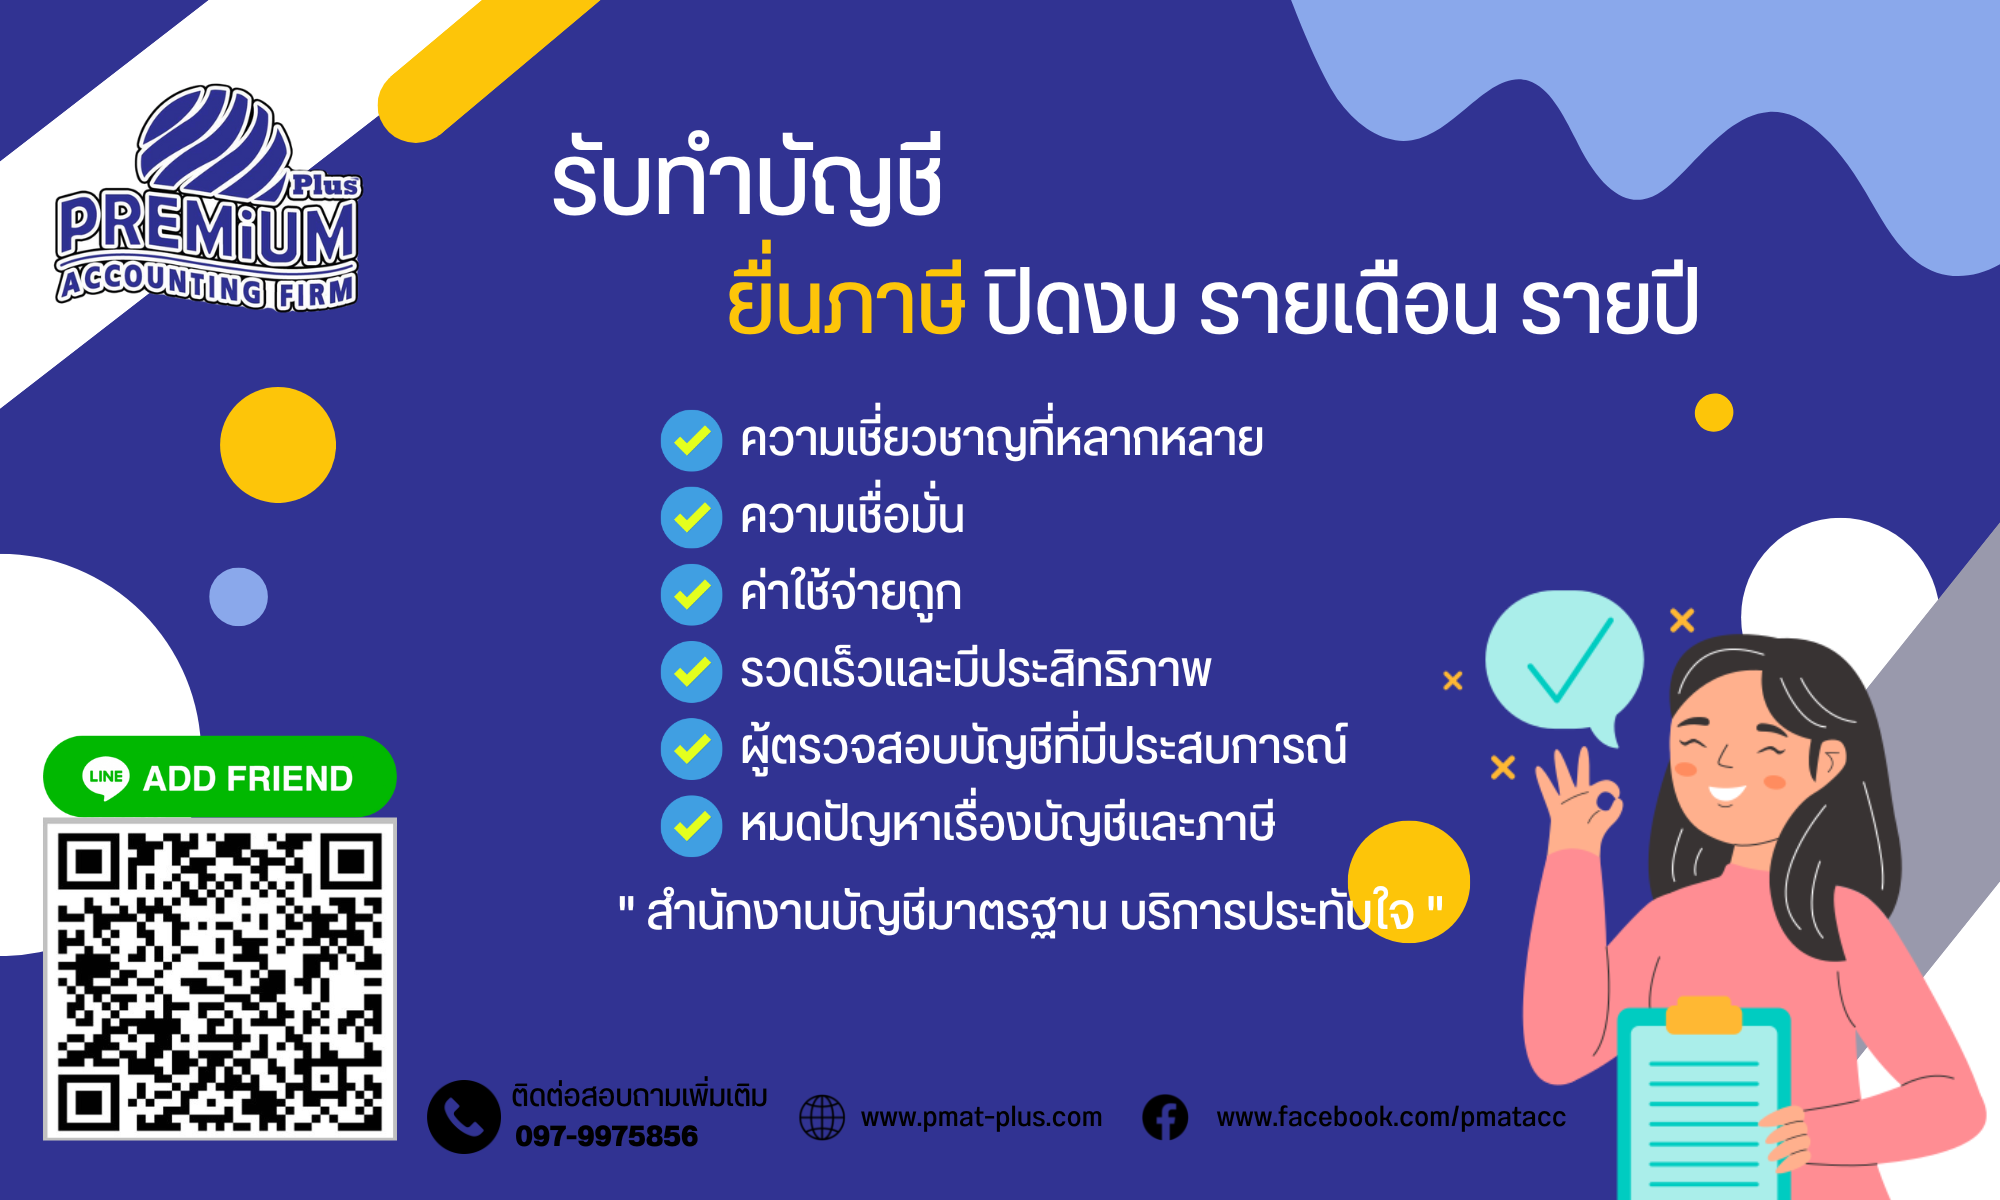 Plus
PREMiUM
ACCOUNTING FIRM
รับทำบัญชี
ยื่นภาษี ปิดงบ รายเดือน รายปี
ความเชี่ยวชาญที่หลากหลาย
ความเชื่อมั่น
ค่าใช้จ่ายถูก
รวดเร็วและมีประสิทธิภาพ
ผู้ตรวจสอบบัญชีที่มีประสบการณ์
หมดปัญหาเรื่องบัญชีและภาษี
" สำนักงานบัญชีมาตรฐาน บริการประทับใจ "
LINE ADD FRIEND
ติดต่อสอบถามเพิ่มเติม
097-9975856
www.pmat-plus.com
www.facebook.com/pmatacc